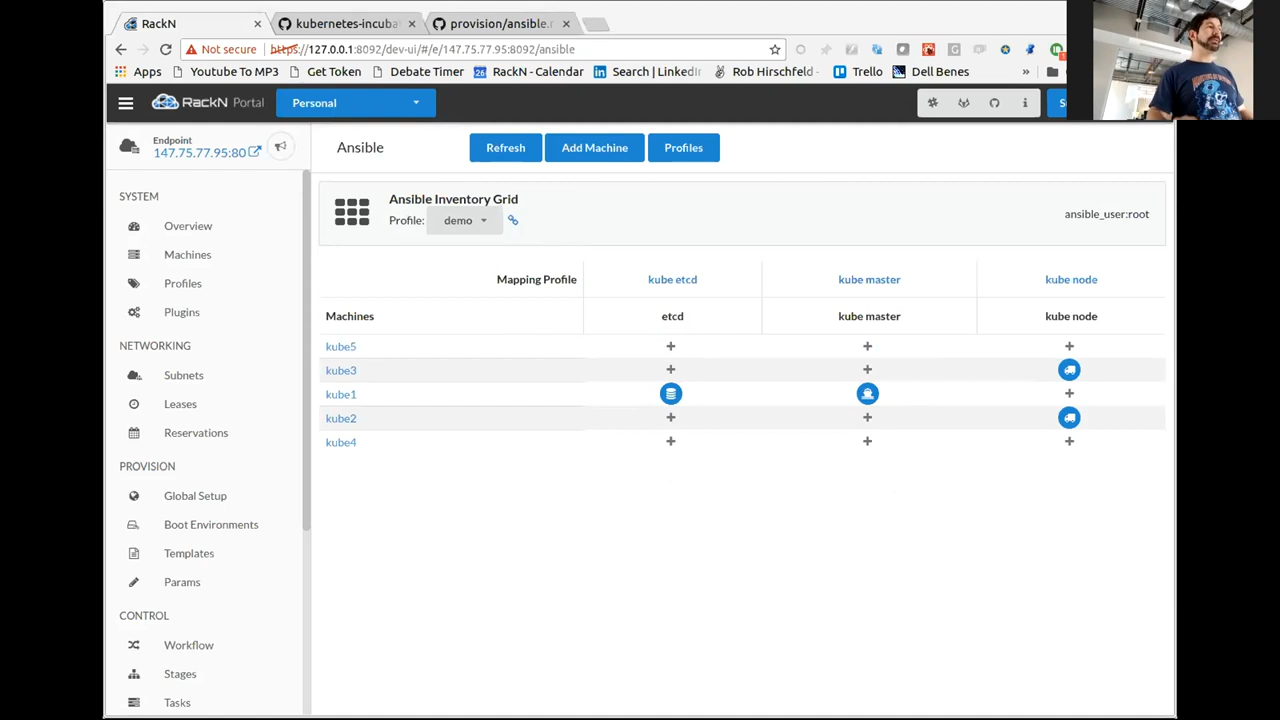 RackN
kubernetes-incuba
provision/ansible.r
Not secure
https://127.0.0.1:8092/dev-ui/#/e/147.75.77.95:8092/ansible
Apps
Youtube To MP3
Get Token
Debate Timer
26
RackN - Calendar
Search | LinkedI
Rob Hirschfeld -
Trello
Dell Benes
»
RackN Portal
Personal
Endpoint
147.75.77.95:80
Ansible
Refresh
Add Machine
Profiles
SYSTEM
Overview
Machines
Profiles
Plugins
NETWORKING
Subnets
Leases
Reservations
PROVISION
Global Setup
Boot Environments
Templates
Params
CONTROL
Workflow
Stages
Tasks
Ansible Inventory Grid
Profile: demo
ansible_user:root
Mapping Profile kube etcd kube master kube node
Machines etcd kube master kube node
kube5 + + +
kube3 + +
kube1 +
kube2 + +
kube4 + + +